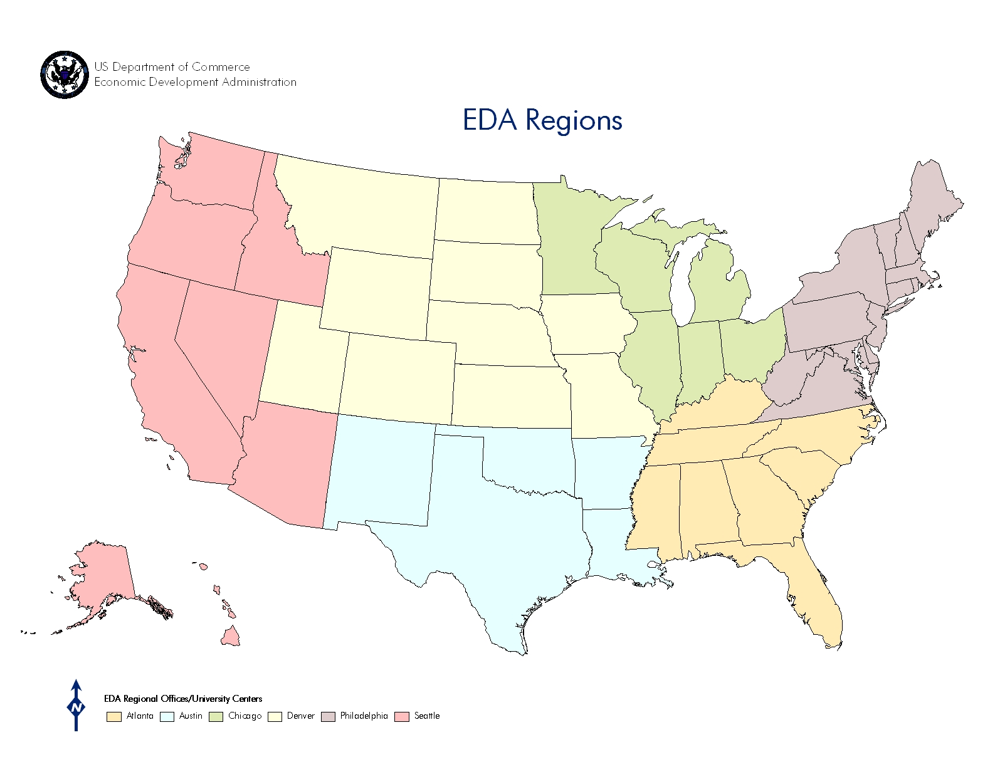 US Department of Commerce
Economic Development Administration
EDA Regions
N
EDA Regional Offices/University Centers
Atlanta Austin Chicago Denver Philadelphia Seattle